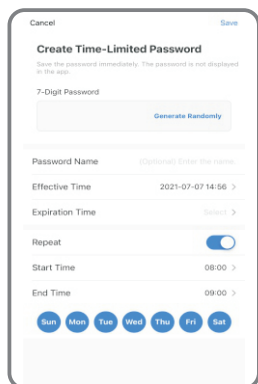 Cancel Save
Create Time-Limited Password
Save the password immediately. The password is not displayed
in the app.
7-Digit Password
Generate Randomly
Password Name (Optional) Enter the name
Effective Time 2021-07-07 14:56 >
Expiration Time Select >
Repeat
Start Time 08:00 >
End Time 09:00 >
Sun Mon Tue Wed Thu Fri Sat